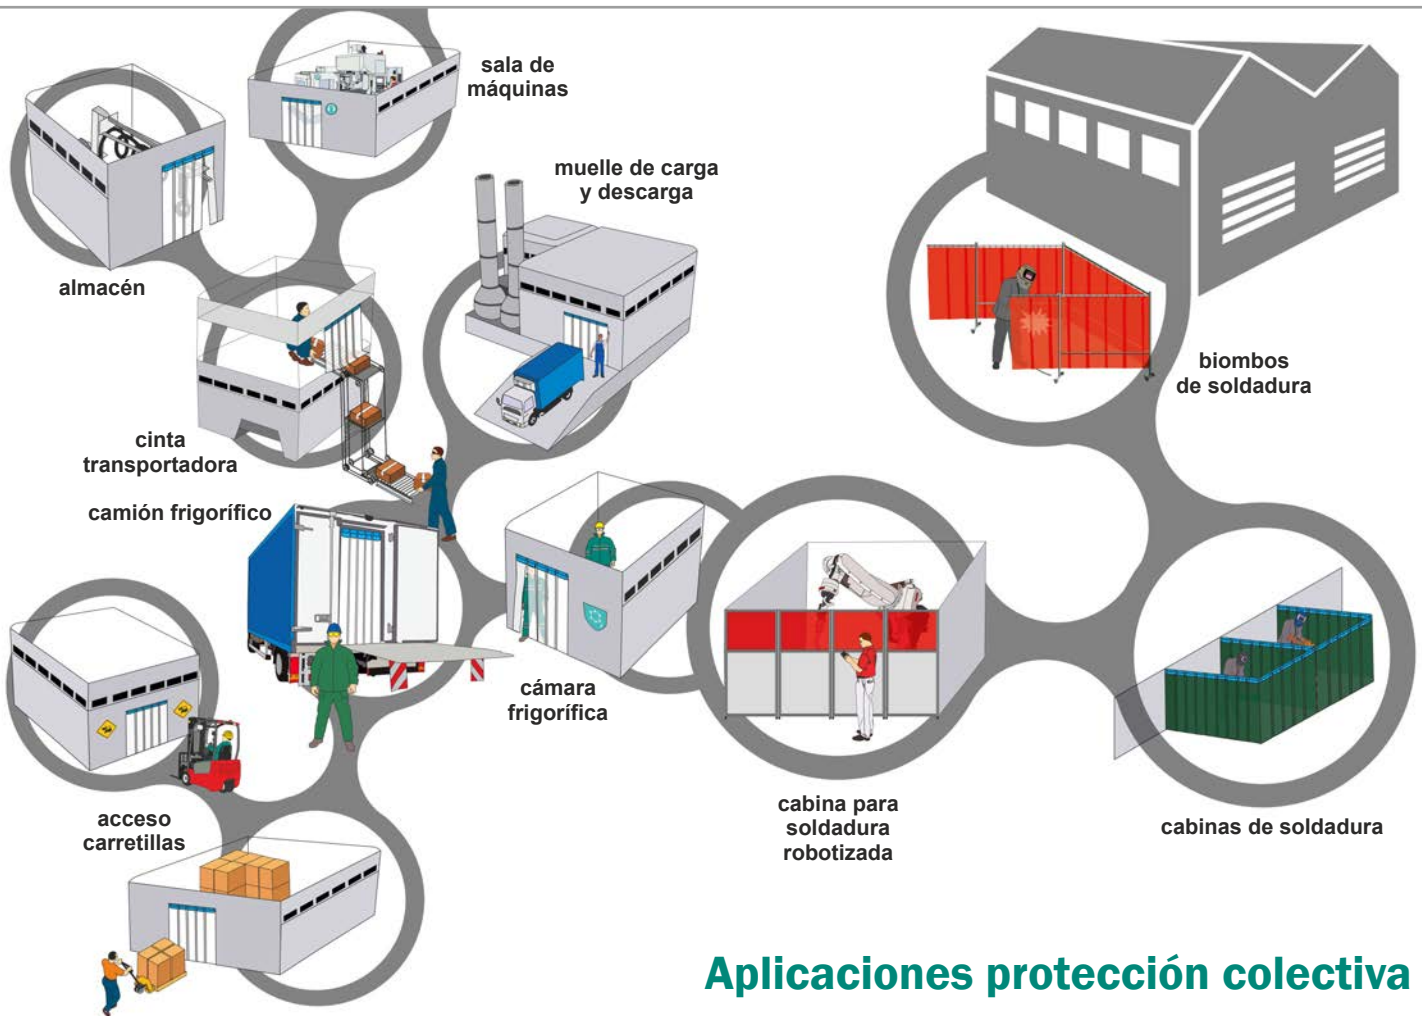 sala de
máquinas
muelle de carga
y descarga
almacén
biombos
de soldadura
cinta
transportadora
camión frigorífico
cámara
frigorífica
acceso
carretillas
cabina para
soldadura
robotizada
cabinas de soldadura
Aplicaciones protección colectiva